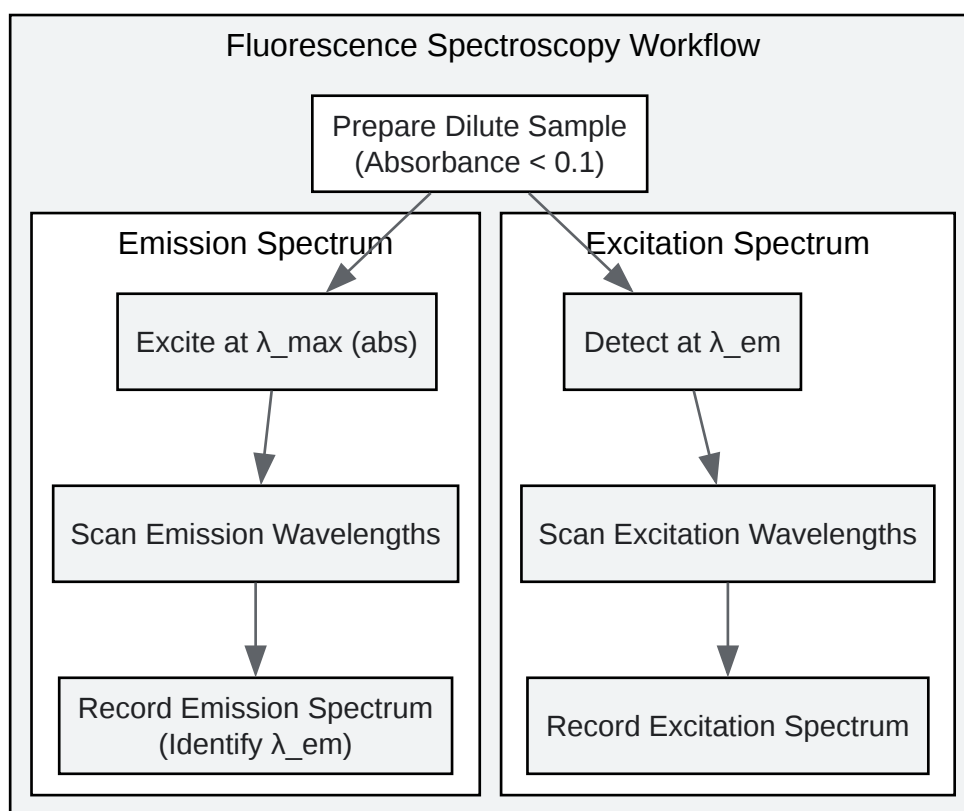 Fluorescence Spectroscopy Workflow
Prepare Dilute Sample
(Absorbance < 0.1)
Emission Spectrum
Excite at λ_max (abs)
Scan Emission Wavelengths
Record Emission Spectrum
(Identify λ_em)
Excitation Spectrum
Detect at λ_em
Scan Excitation Wavelengths
Record Excitation Spectrum